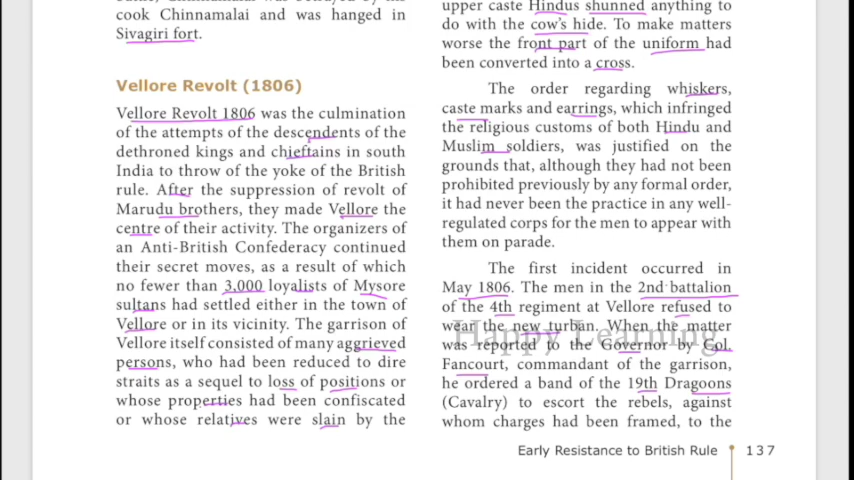 cook Chinnamalai and was hanged in
Sivagiri fort.
Vellore Revolt (1806)
Vellore Revolt 1806 was the culmination
of the attempts of the descendents of the
dethroned kings and chieftains in south
India to throw of the yoke of the British
rule. After the suppression of revolt of
Marudu brothers, they made Vellore the
centre of their activity. The organizers of
an Anti-British Confederacy continued
their secret moves, as a result of which
no fewer than 3,000 loyalists of Mysore
sultans had settled either in the town of
Vellore or in its vicinity. The garrison of
Vellore itself consisted of many aggrieved
persons, who had been reduced to dire
straits as a sequel to loss of positions or
whose properties had been confiscated
or whose relatives were slain by the
upper caste Hindus shunned anything to
do with the cow's hide. To make matters
worse the front part of the uniform had
been converted into a cross.
The order regarding whiskers,
caste marks and earrings, which infringed
the religious customs of both Hindu and
Muslim soldiers, was justified on the
grounds that, although they had not been
prohibited previously by any formal order,
it had never been the practice in any well-
regulated corps for the men to appear with
them on parade.
The first incident occurred in
May 1806. The men in the 2nd battalion
of the 4th regiment at Vellore refused to
wear the new turban. When the matter
was reported to the Governor by Col.
Fancourt, commandant of the garrison,
he ordered a band of the 19th Dragoons
(Cavalry) to escort the rebels, against
whom charges had been framed, to the
Happy Learning
Early Resistance to British Rule 137